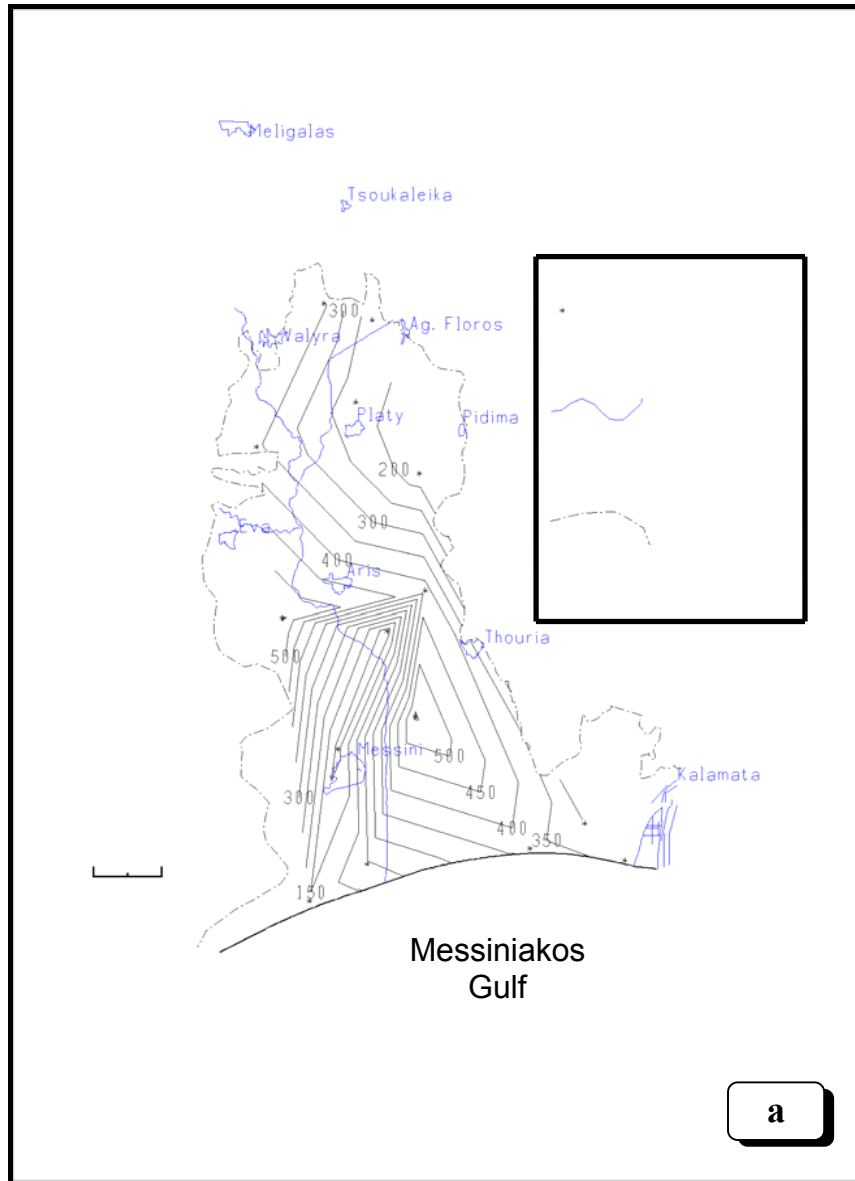 Meligalas
Tsoukaleika
300
Valyra
Ag. Floros
Platy
Pidima
200
300
Eva
400
Aris
Thouria
500
Messini
500
300
450
Kalamata
400
350
150
Messiniakos
Gulf
a